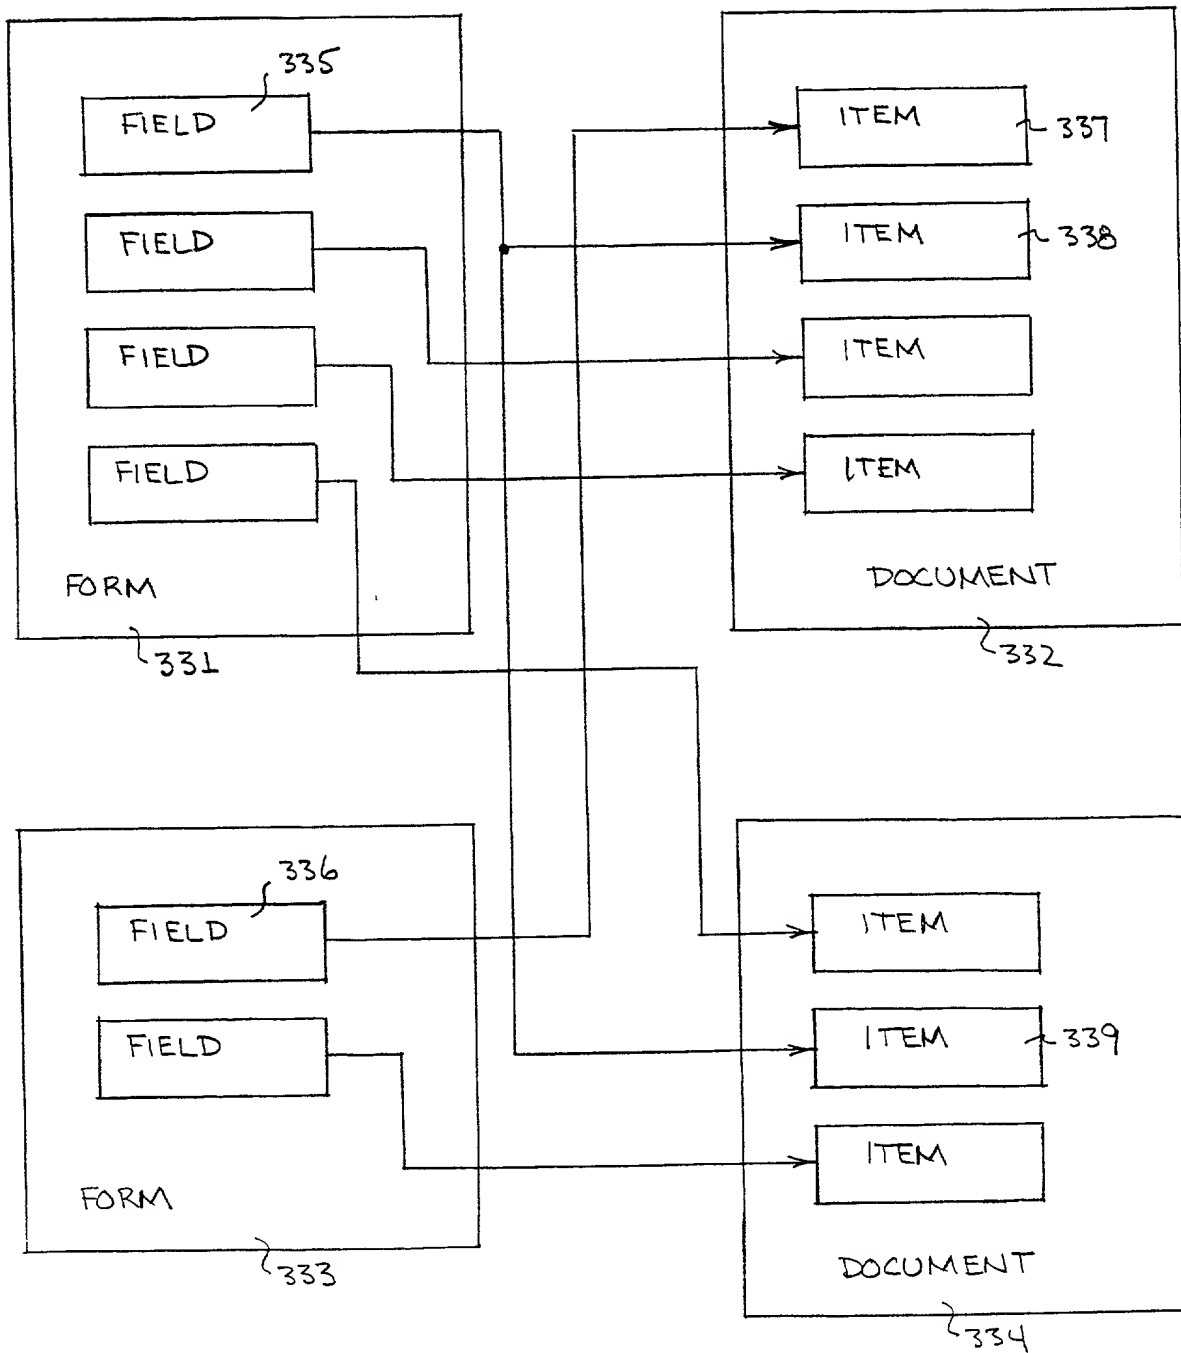 335
FIELD
FIELD
FIELD
FIELD
FORM
331
ITEM
337
ITEM
338
ITEM
ITEM
DOCUMENT
332
336
FIELD
FIELD
FORM
333
ITEM
ITEM
339
ITEM
DOCUMENT
334